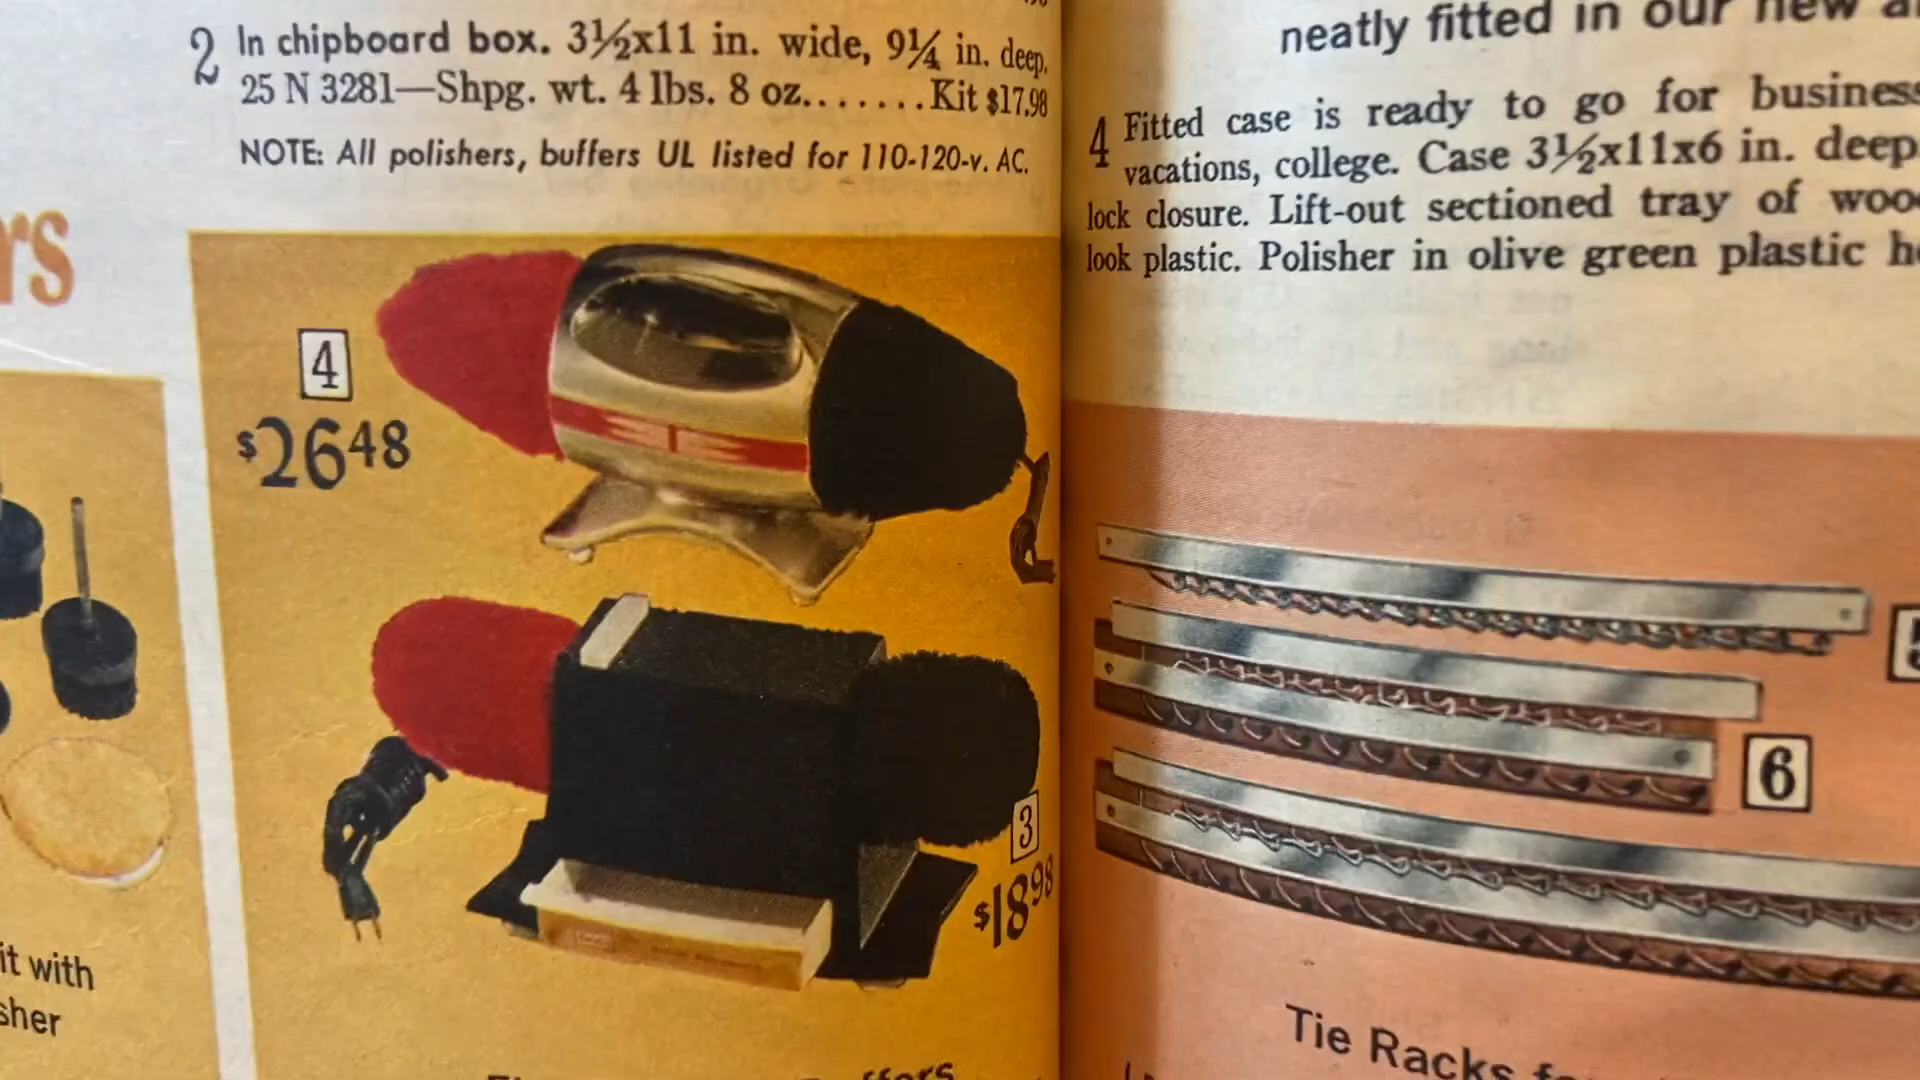 2 In chipboard box. 3½x11 in. wide, 9¼ in. deep.
25 N 3281—Shpg. wt. 4 lbs. 8 oz.......Kit $17.98
NOTE: All polishers, buffers UL listed for 110-120-v. AC.
rs
4
$26.48
3
$18.98
it with
sher
neatly fitted in our new
4 Fitted case is ready to go for business
vacations, college. Case 3½x11x6 in. deep
lock closure. Lift-out sectioned tray of woo
look plastic. Polisher in olive green plastic h
5
6
Tie Racks